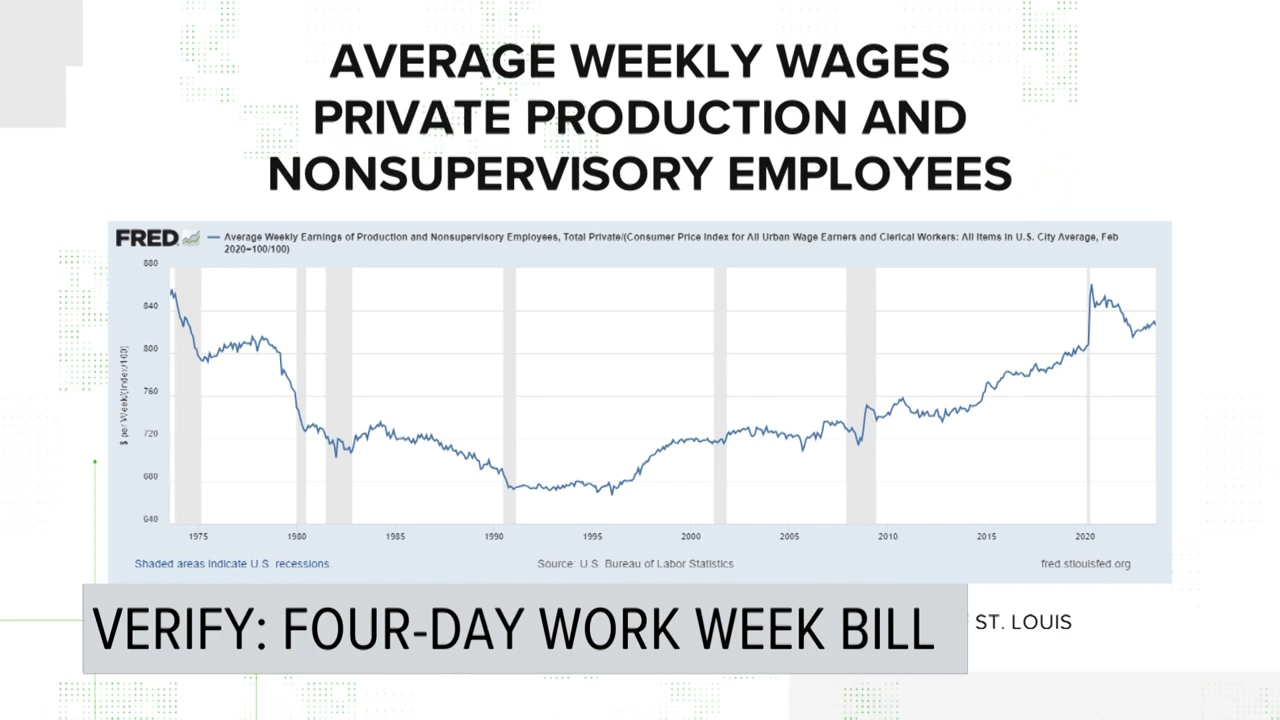 AVERAGE WEEKLY WAGES
PRIVATE PRODUCTION AND
NONSUPERVISORY EMPLOYEES
FRED
Average Weekly Earnings of Production and Nonsupervisory Employees, Total Private/(Consumer Price Index for All Urban Wage Earners and Clerical Workers: All Items in U.S. City Average, Feb
2020=100/100)
880
840
800
760
720
680
640
$ per Week/(Index/100)
1975 1980 1985 1990 1995 2000 2005 2010 2015 2020
Shaded areas indicate U.S. recessions. Source: U.S. Bureau of Labor Statistics fred.stlouisfed.org
VERIFY: FOUR-DAY WORK WEEK BILL
ST. LOUIS